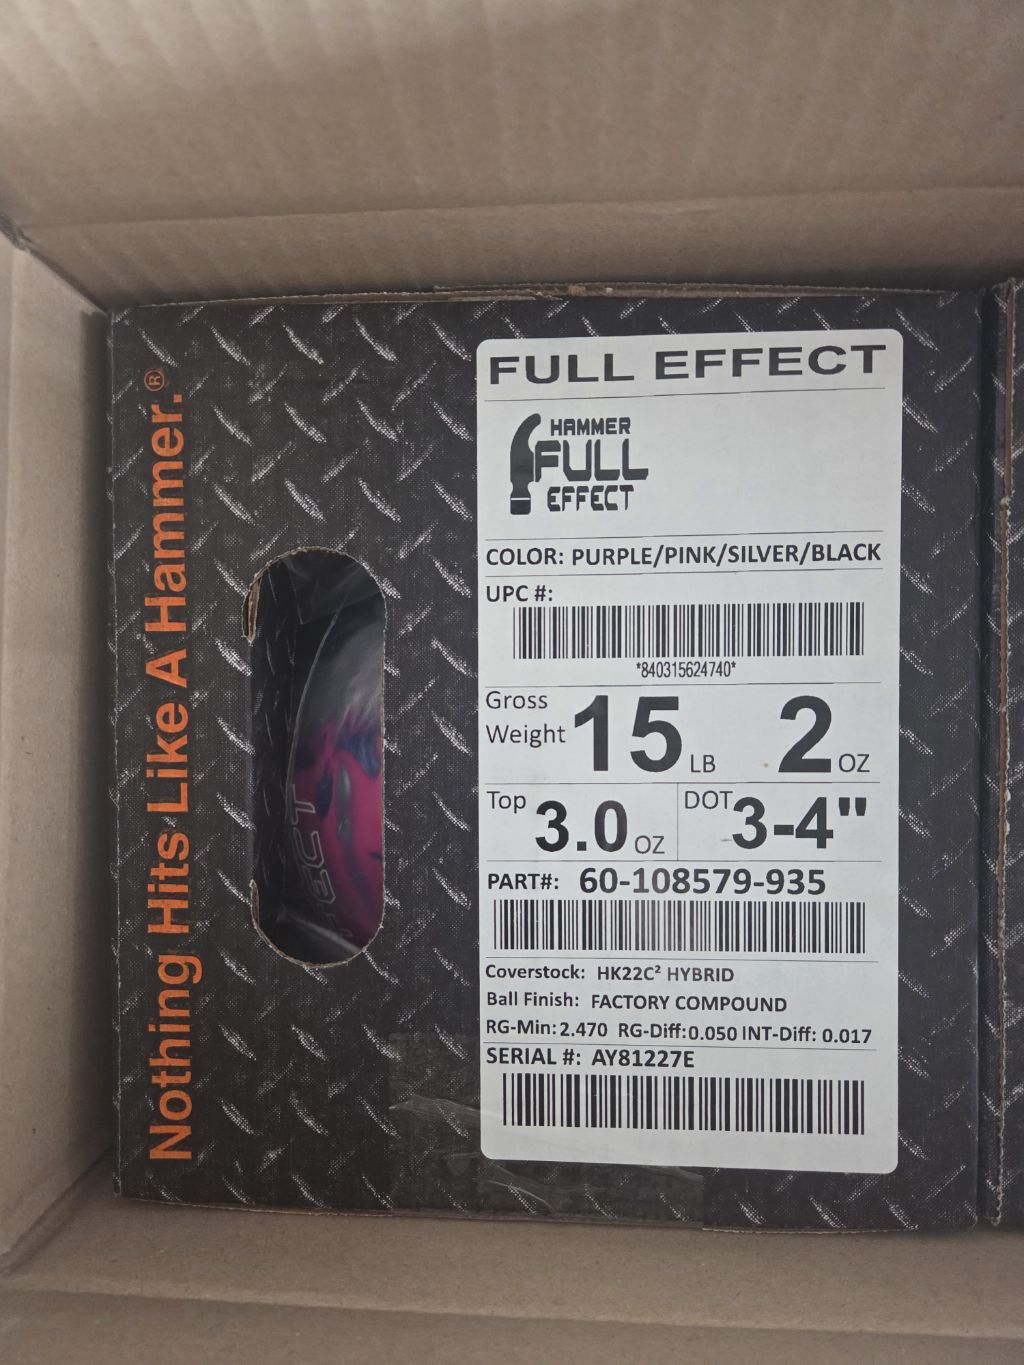 Nothing Hits Like A Hammer.®
FULL EFFECT
HAMMER
FULL
EFFECT
COLOR: PURPLE/PINK/SILVER/BLACK
UPC #:
*840315624740*
Gross Weight 15 LB 2 OZ
Top 3.0 OZ DOT 3-4"
PART#: 60-108579-935
Coverstock: HK22C² HYBRID
Ball Finish: FACTORY COMPOUND
RG-Min: 2.470 RG-Diff: 0.050 INT-Diff: 0.017
SERIAL #: AY81227E